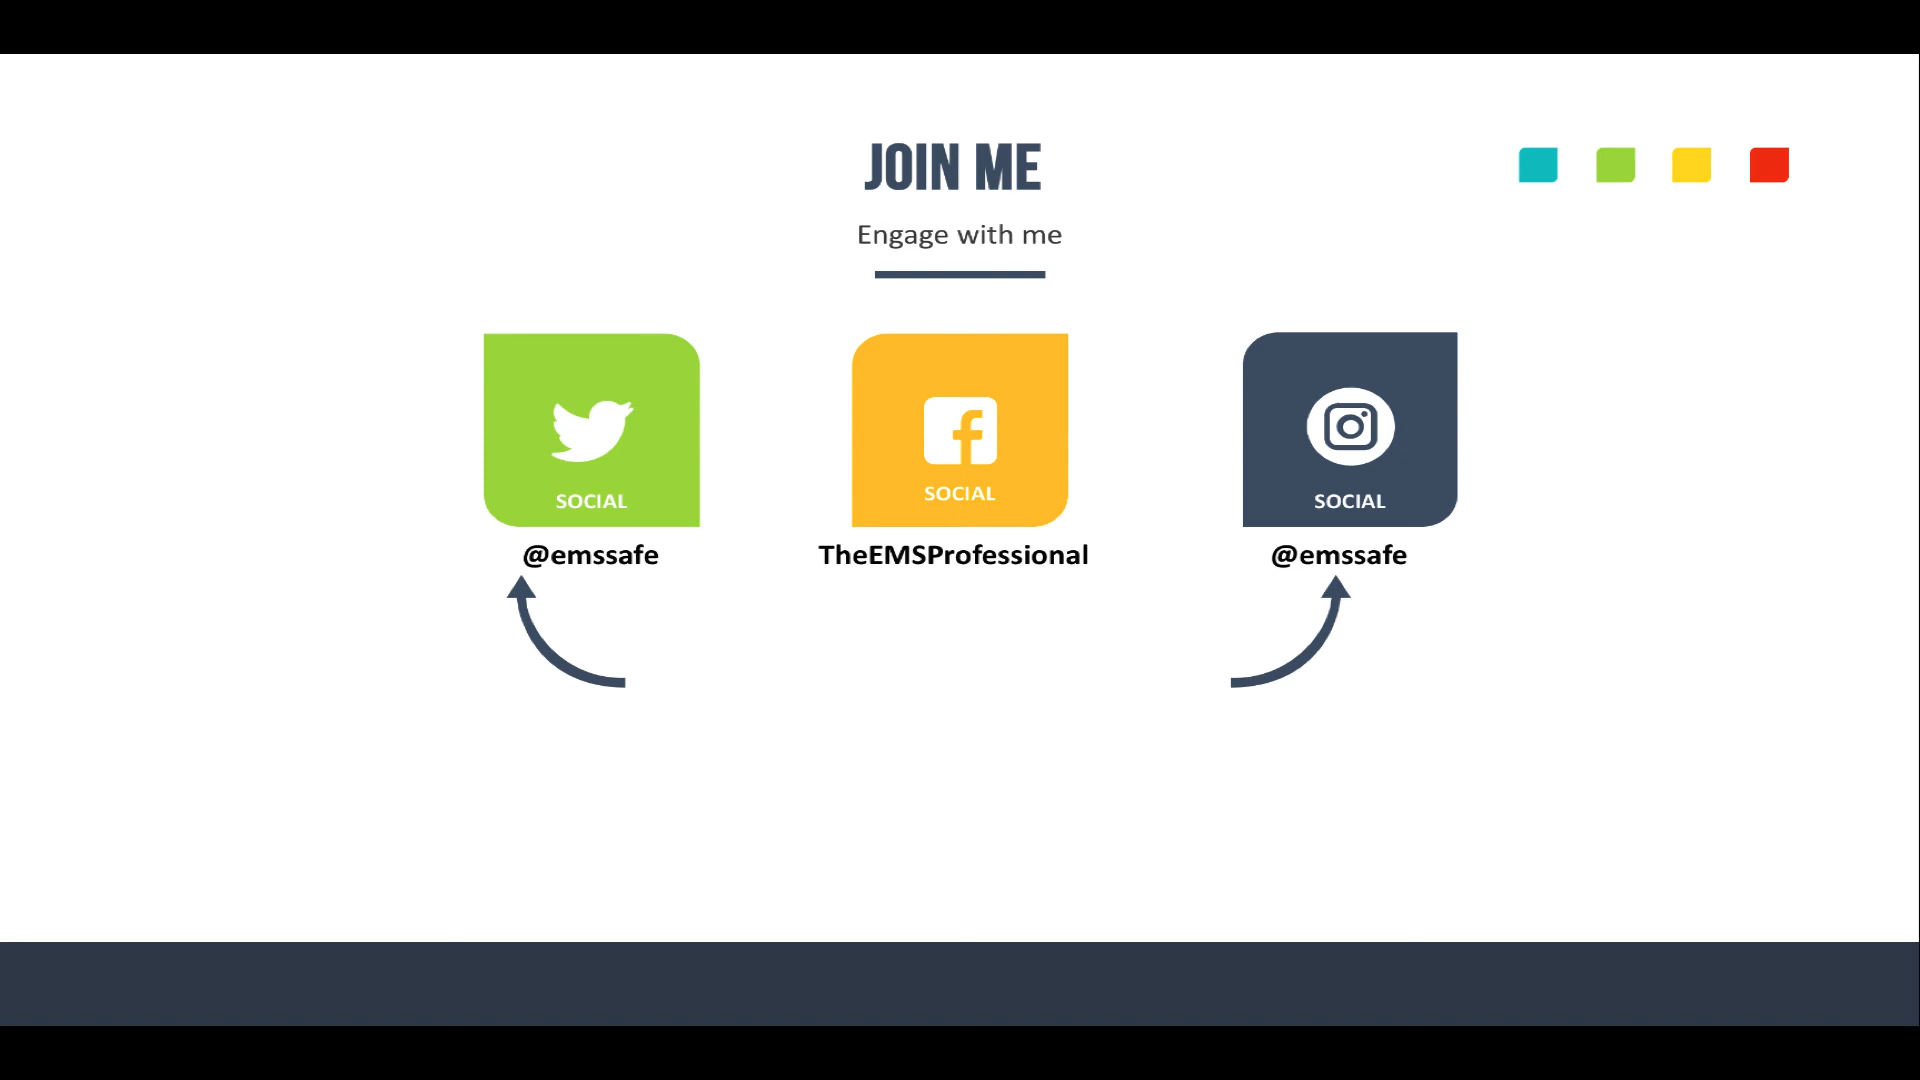 JOIN ME
Engage with me
SOCIAL
SOCIAL
SOCIAL
@emssafe
TheEMSProfessional
@emssafe